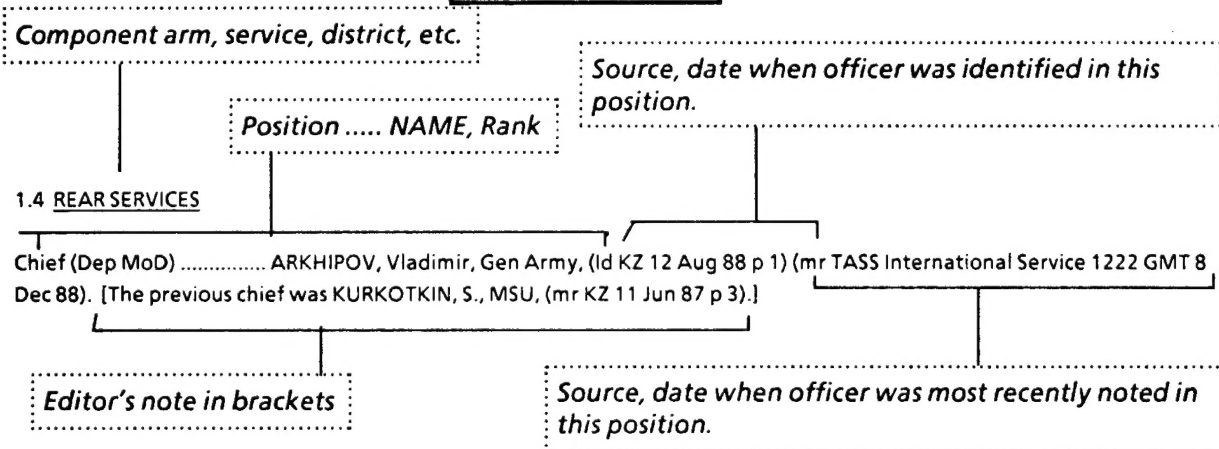 Component arm, service, district, etc.
Source, date when officer was identified in this
position.
Position ..... NAME, Rank
1.4 REAR SERVICES
Chief (Dep MoD) ............... ARKHIPOV, Vladimir, Gen Army, (Id KZ 12 Aug 88 p 1) (mr TASS International Service 1222 GMT 8
Dec 88). [The previous chief was KURKOTKIN, S., MSU, (mr KZ 11 Jun 87 p 3).]
Editor's note in brackets
Source, date when officer was most recently noted in
this position.